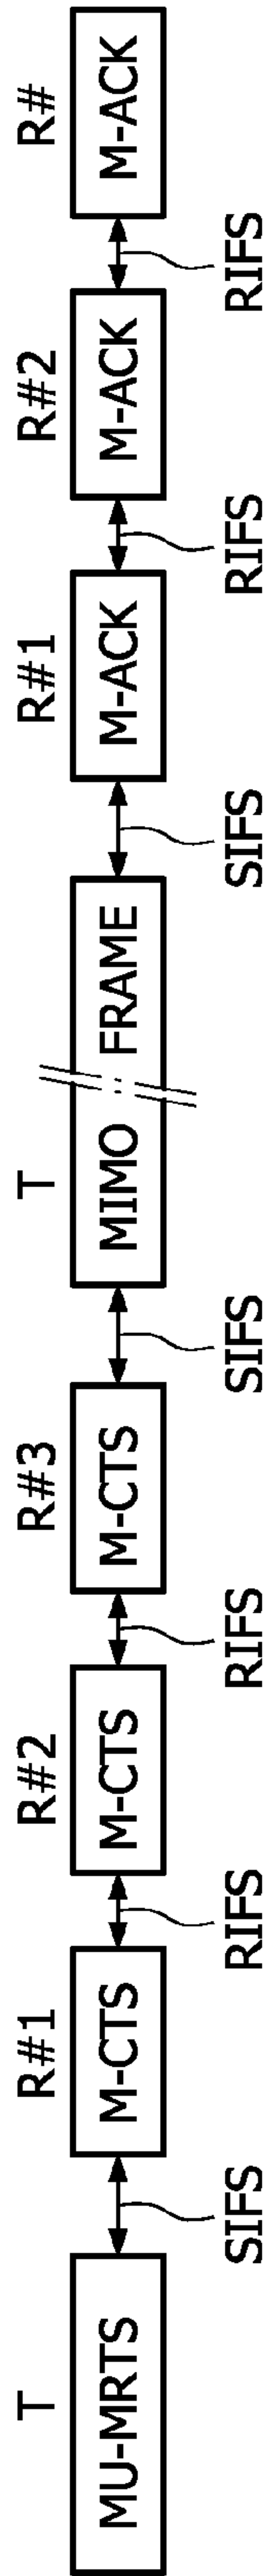 T R#1 R#2 R#3 T R#1 R#2 R#
MU-MRTS M-CTS M-CTS M-CTS MIMO FRAME M-ACK M-ACK M-ACK
SIFS RIFS RIFS SIFS SIFS RIFS RIFS